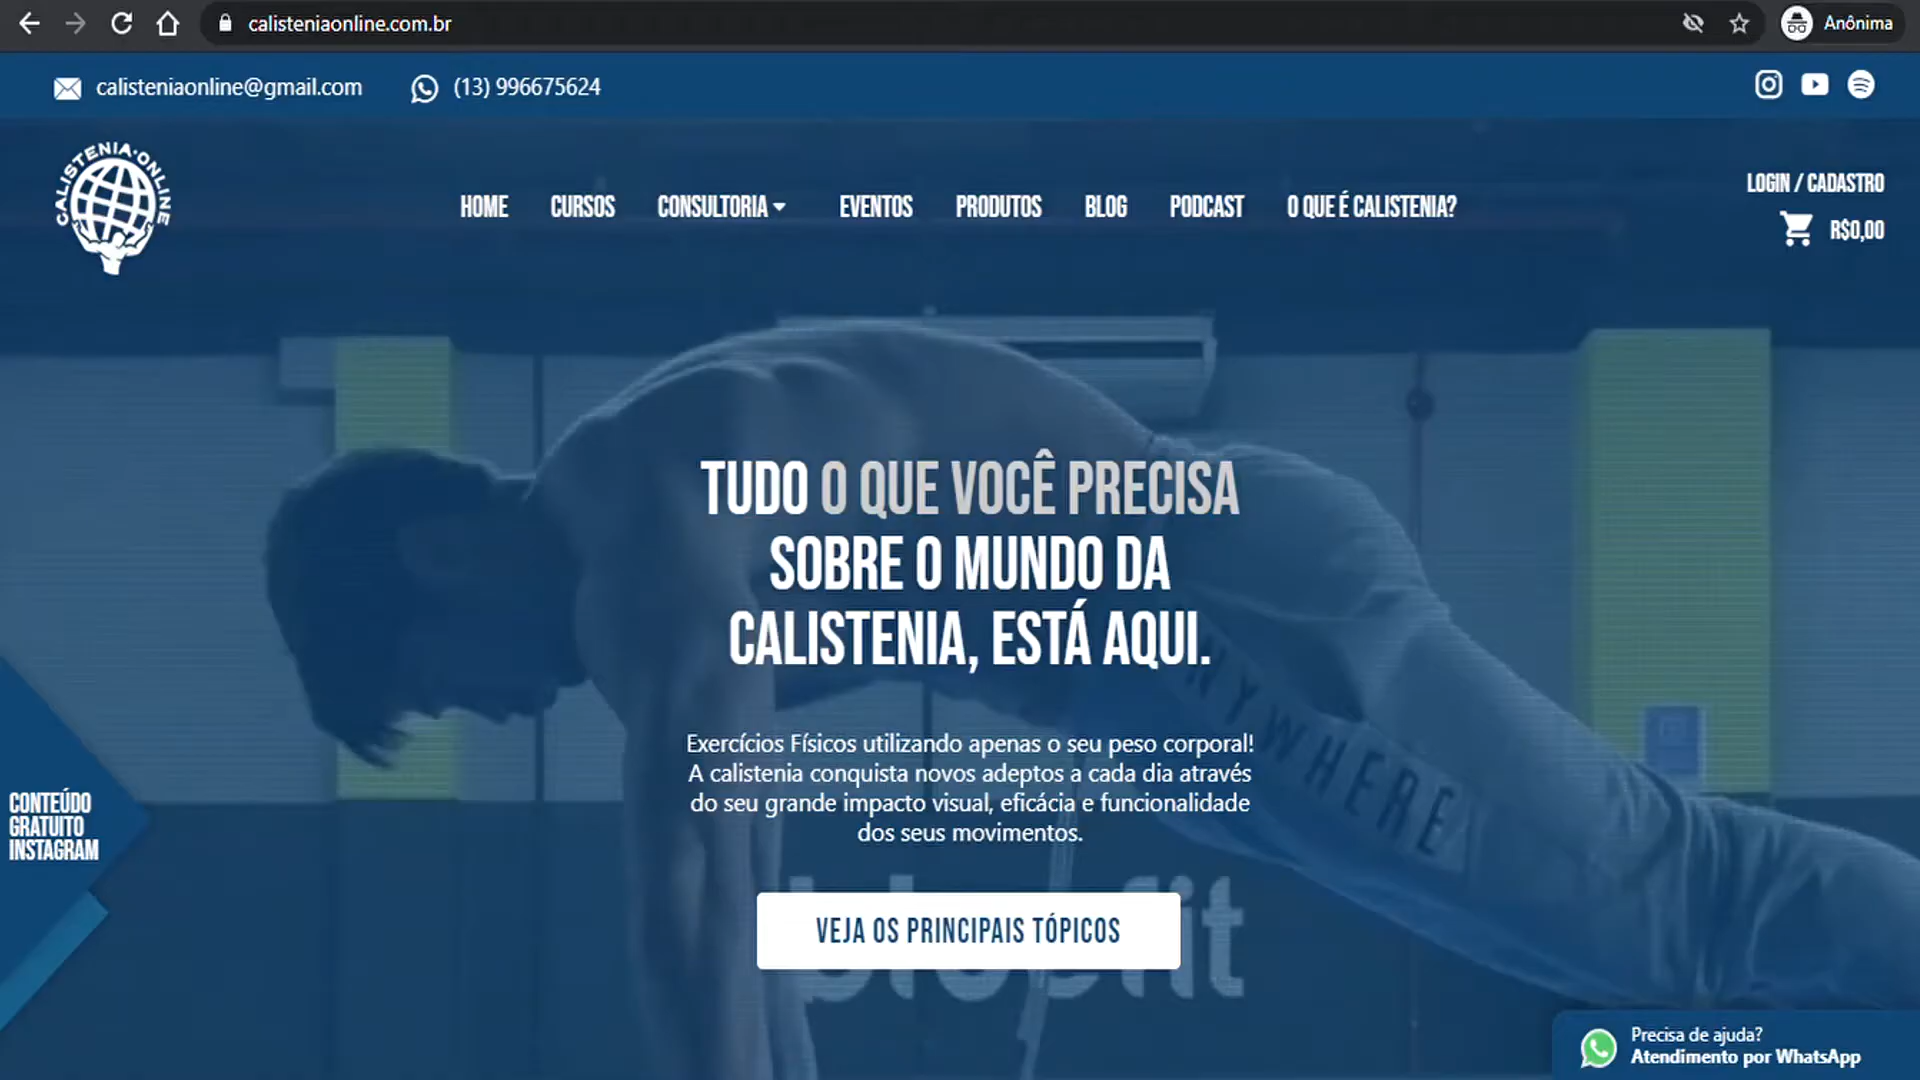 calisteniaonline.com.br
Anônima
calisteniaonline@gmail.com
(13) 996675624
CALISTENIA·ONLINE
HOME
CURSOS
CONSULTORIA
EVENTOS
PRODUTOS
BLOG
PODCAST
O QUE É CALISTENIA?
LOGIN / CADASTRO
R$0,00
TUDO O QUE VOCÊ PRECISA
SOBRE O MUNDO DA
CALISTENIA, ESTÁ AQUI.
NYWHERE
Exercícios Físicos utilizando apenas o seu peso corporal!
A calistenia conquista novos adeptos a cada dia através
do seu grande impacto visual, eficácia e funcionalidade
dos seus movimentos.
CONTEÚDO
GRATUITO
INSTAGRAM
VEJA OS PRINCIPAIS TÓPICOS
Precisa de ajuda?
Atendimento por WhatsApp